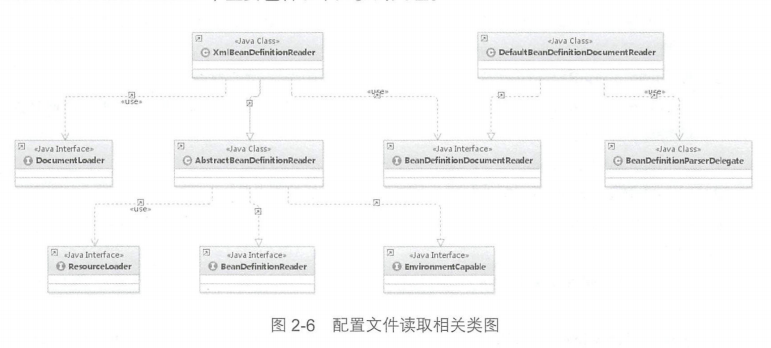 «Java Class»
XmlBeanDefinitionReader
«Java Class»
DefaultBeanDefinitionDocumentReader
«use»
«use»
«use»
«Java Interface»
DocumentLoader
«Java Class»
AbstractBeanDefinitionReader
«Java Interface»
BeanDefinitionDocumentReader
«Java Class»
BeanDefinitionParserDelegate
«use»
«Java Interface»
ResourceLoader
«Java Interface»
BeanDefinitionReader
«Java Interface»
EnvironmentCapable
图 2-6 配置文件读取相关类图